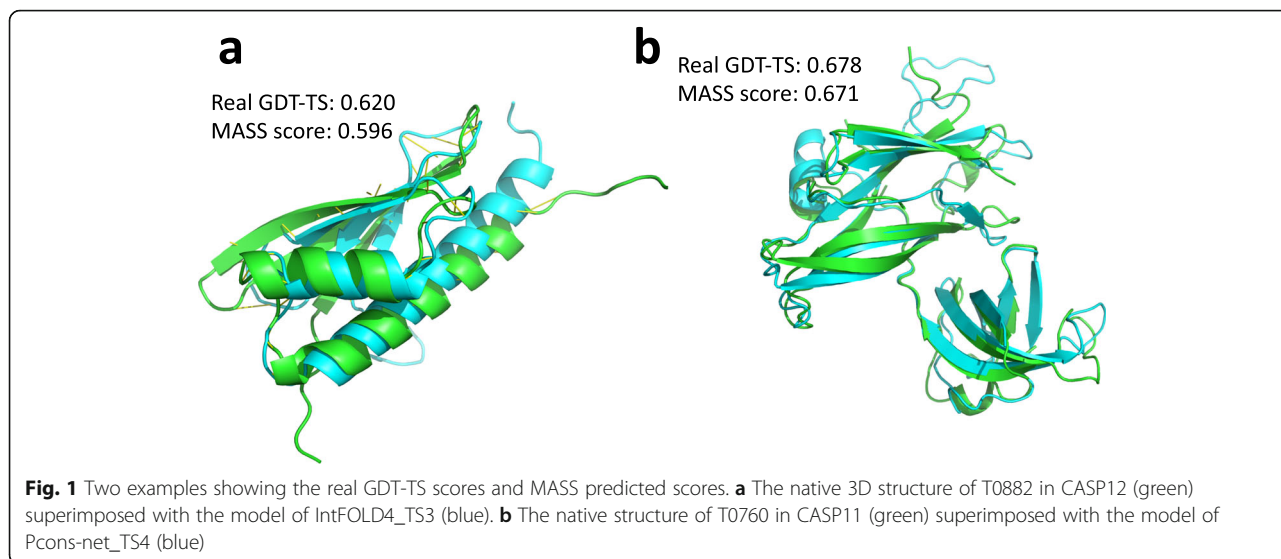 a
Real GDT-TS: 0.620
MASS score: 0.596
b
Real GDT-TS: 0.678
MASS score: 0.671
Fig. 1 Two examples showing the real GDT-TS scores and MASS predicted scores. a The native 3D structure of T0882 in CASP12 (green)
superimposed with the model of IntFOLD4_TS3 (blue). b The native structure of T0760 in CASP11 (green) superimposed with the model of
Pcons-net_TS4 (blue)